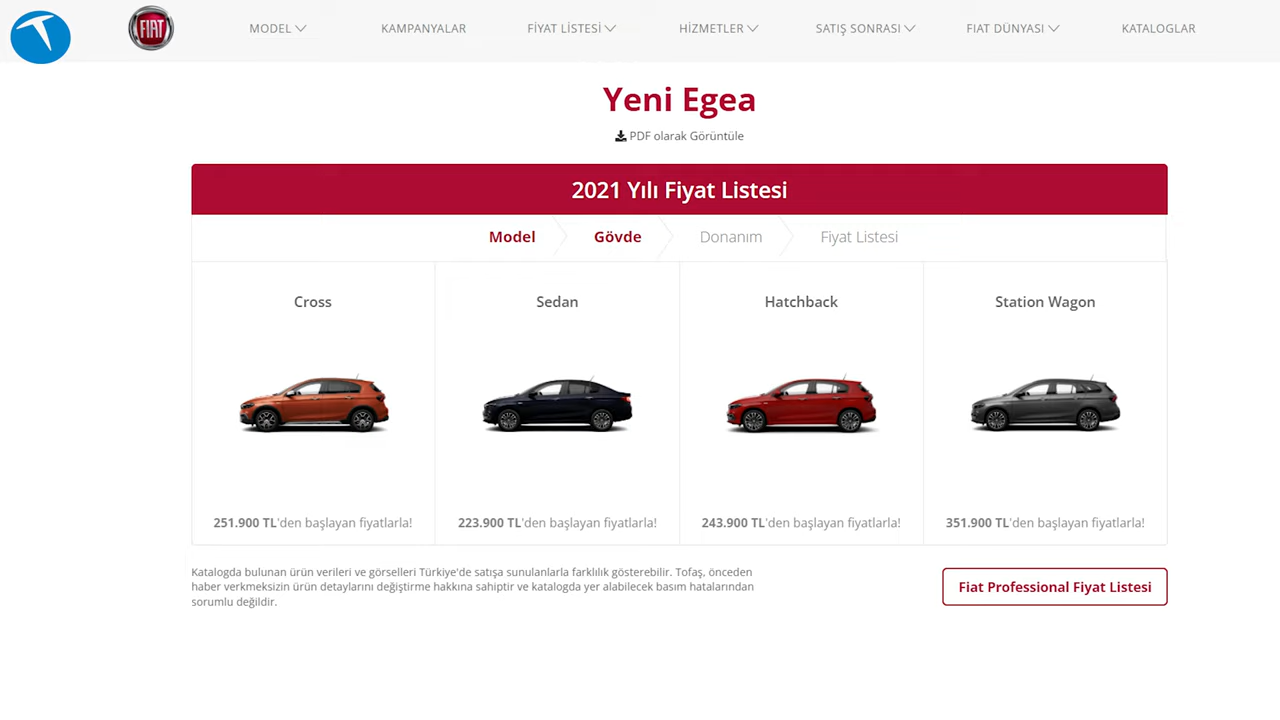 FIAT
MODEL
KAMPANYALAR
FİYAT LİSTESİ
HİZMETLER
SATIŞ SONRASI
FIAT DÜNYASI
KATALOGLAR
Yeni Egea
PDF olarak Görüntüle
2021 Yılı Fiyat Listesi
Model
Gövde
Donanım
Fiyat Listesi
Cross
Sedan
Hatchback
Station Wagon
251.900 TL'den başlayan fiyatlarla!
223.900 TL'den başlayan fiyatlarla!
243.900 TL'den başlayan fiyatlarla!
351.900 TL'den başlayan fiyatlarla!
Katalogda bulunan ürün verileri ve görselleri Türkiye'de satışa sunulanlarla farklılık gösterebilir. Tofaş, önceden
haber verkmeksizin ürün detaylarını değiştirme hakkına sahiptir ve katalogda yer alabilecek basım hatalarından
sorumlu değildir.
Fiat Professional Fiyat Listesi